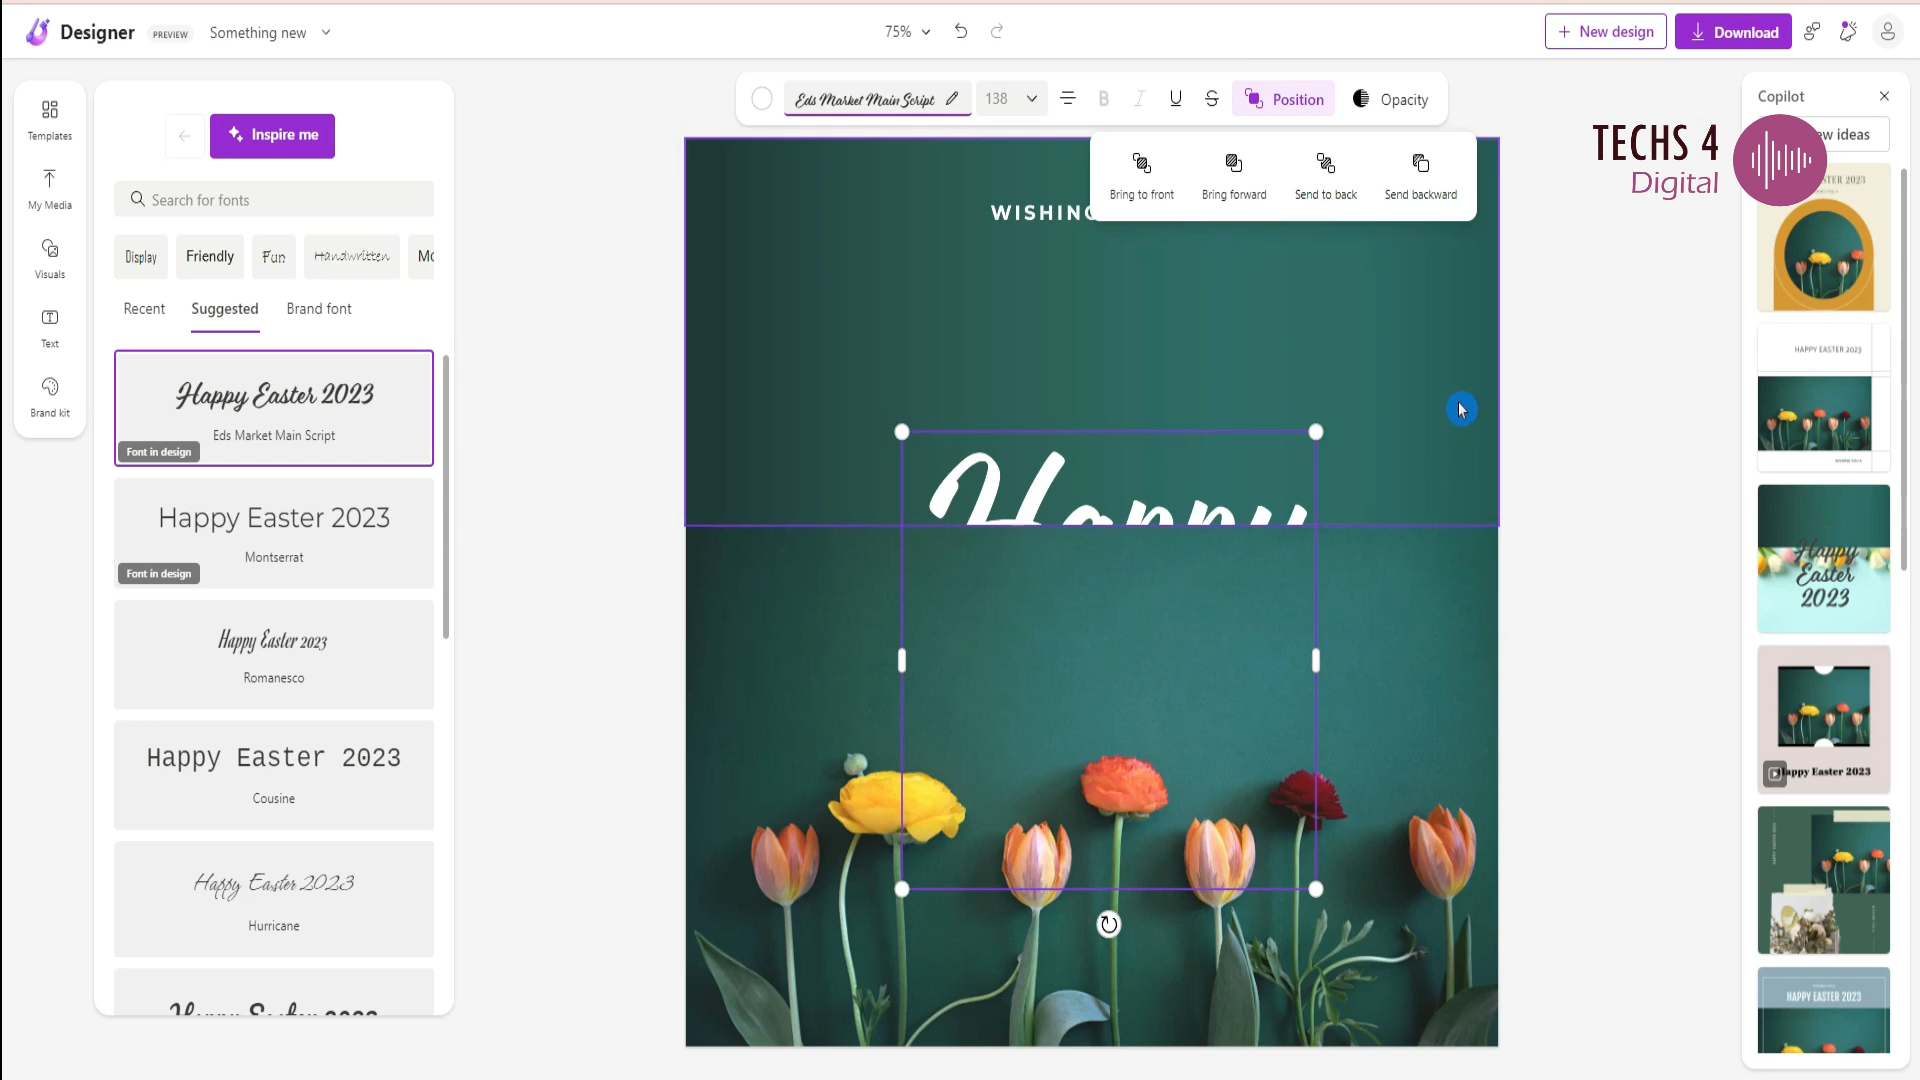 Designer PREVIEW Something new
75%
New design
Download
Templates
My Media
Visuals
Text
Brand kit
Inspire me
Search for fonts
Display Friendly Fun Handwritten
Recent Suggested Brand font
Happy Easter 2023
Eds Market Main Script
Font in design
Happy Easter 2023
Montserrat
Font in design
Happy Easter 2023
Romanesco
Happy Easter 2023
Cousine
Happy Easter 2023
Hurricane
Eds Market Main Script 138 B I U S Position Opacity
Bring to front Bring forward Send to back Send backward
WISHING
Happy
Copilot
ideas
TECHS 4
Digital
HAPPY EASTER 2023
Happy
Easter
2023
Happy Easter 2023
HAPPY EASTER 2023